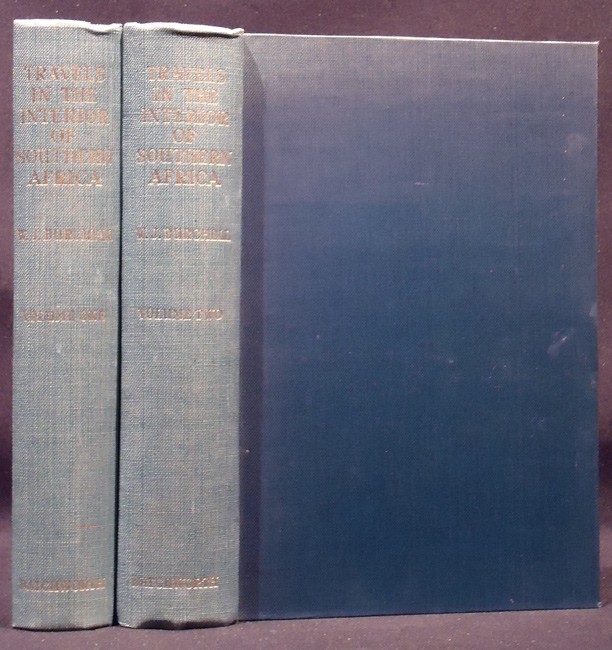 TRAVELS
IN THE
INTERIOR
OF
SOUTHERN
AFRICA
W. J. BURCHELL
VOLUME ONE
BATCHWORTH
TRAVELS
IN THE
INTERIOR
OF
SOUTHERN
AFRICA
W. J. BURCHELL
VOLUME TWO
BATCHWORTH